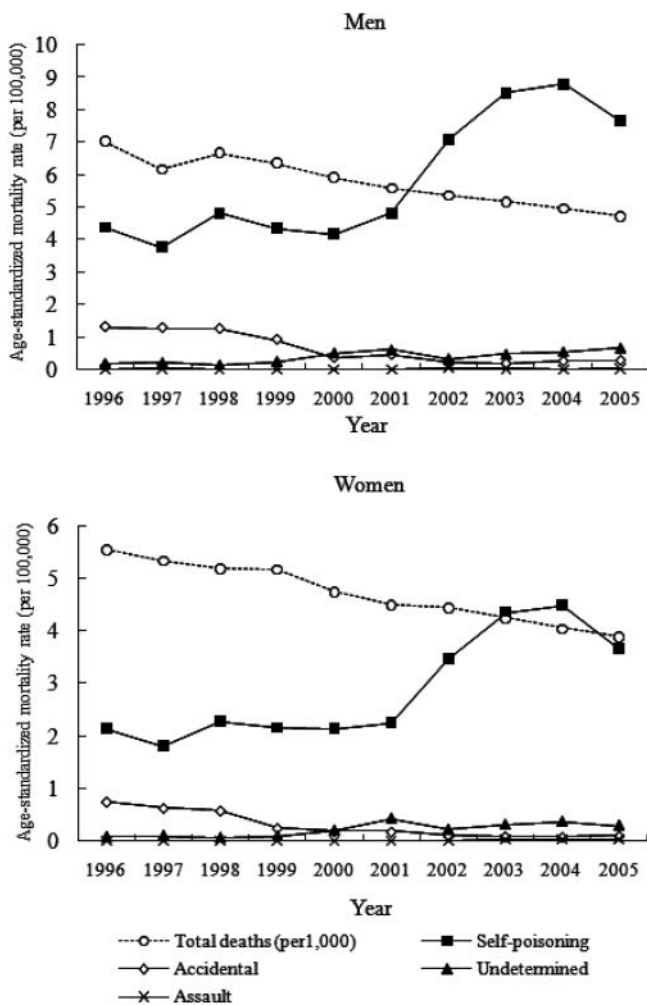 Men
Age-standardized mortality rate (per 100,000)
10
9
8
7
6
5
4
3
2
1
0
1996 1997 1998 1999 2000 2001 2002 2003 2004 2005
Year
Women
Age-standardized mortality rate (per 100,000)
6
5
4
3
2
1
0
1996 1997 1998 1999 2000 2001 2002 2003 2004 2005
Year
Total deaths (per1,000) Self-poisoning
Accidental Undetermined
Assault